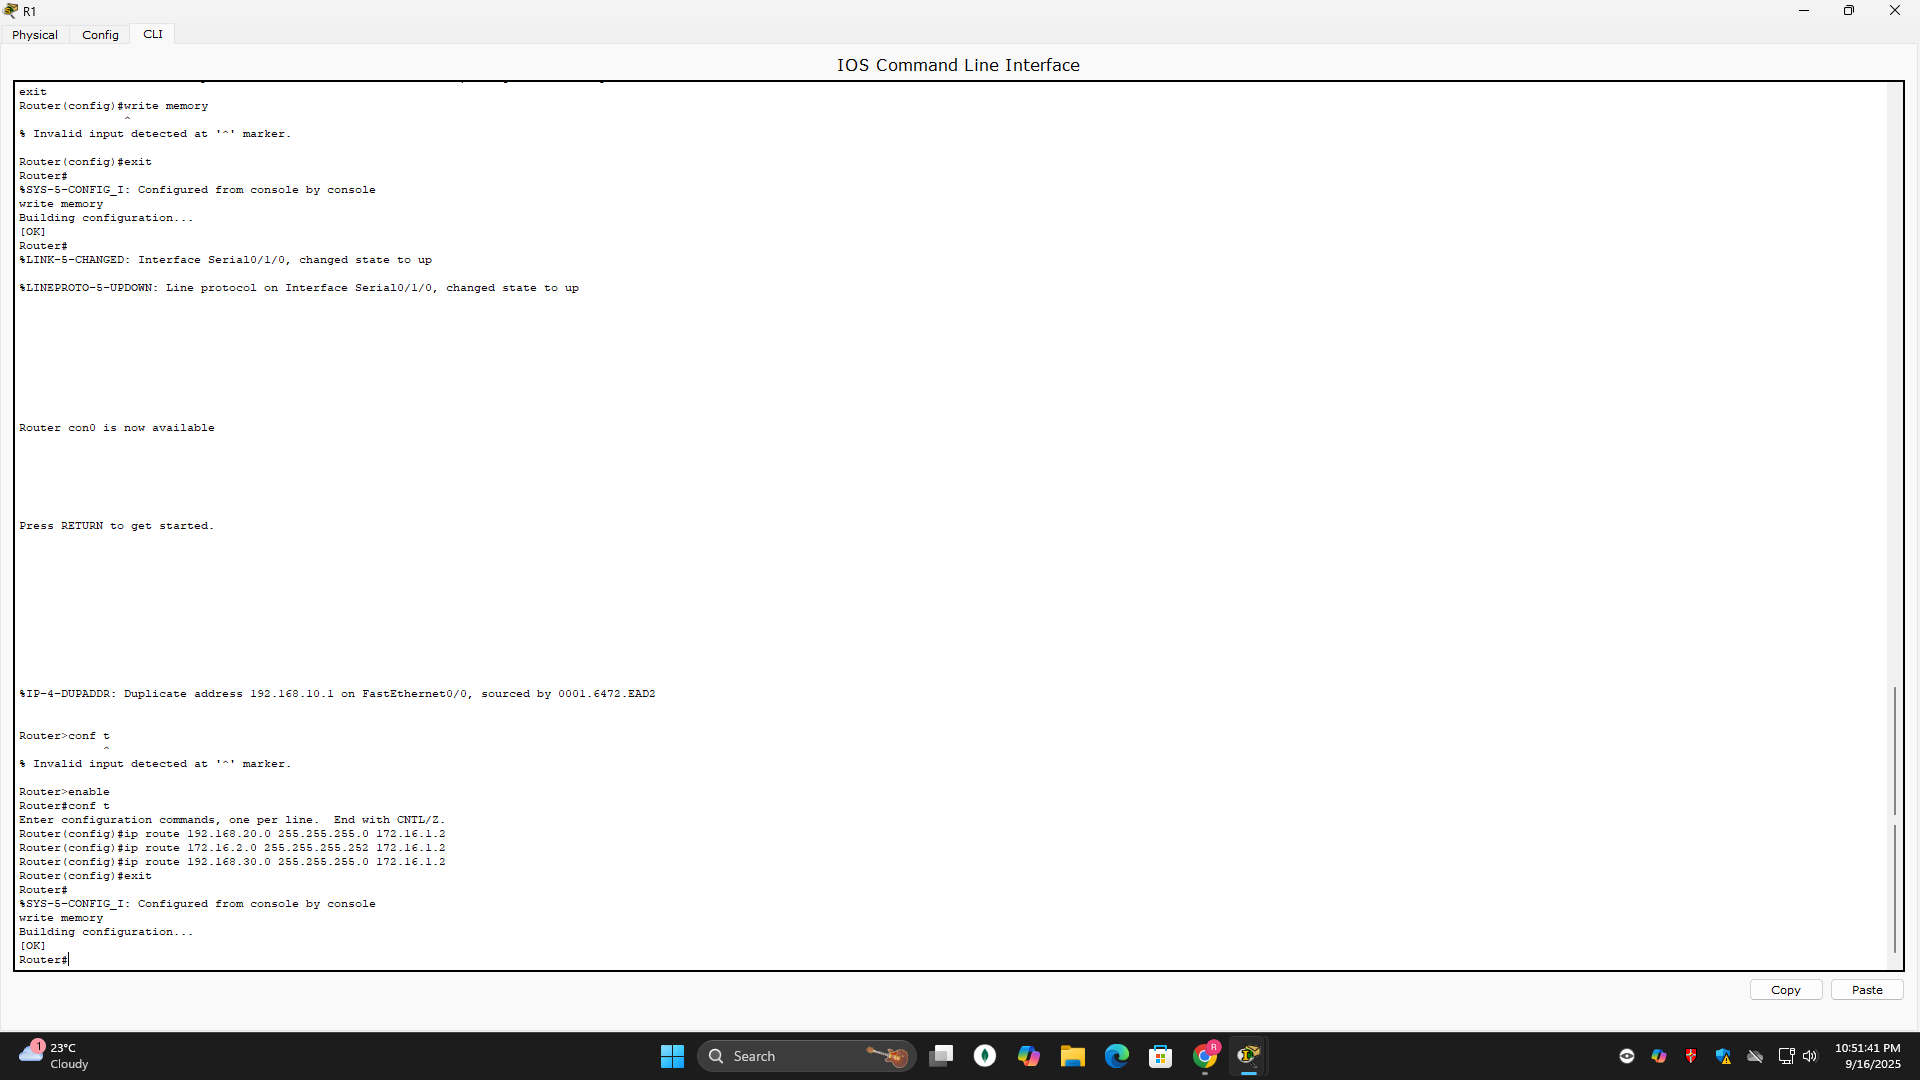 R1
Physical
Config
CLI
IOS Command Line Interface
exit
Router(config)#write memory
^
% Invalid input detected at '^' marker.
Router(config)#exit
Router#
%SYS-5-CONFIG_I: Configured from console by console
write memory
Building configuration...
[OK]
Router#
%LINK-5-CHANGED: Interface Serial0/1/0, changed state to up
%LINEPROTO-5-UPDOWN: Line protocol on Interface Serial0/1/0, changed state to up
Router con0 is now available
Press RETURN to get started.
%IP-4-DUPADDR: Duplicate address 192.168.10.1 on FastEthernet0/0, sourced by 0001.6472.EAD2
Router>conf t
^
% Invalid input detected at '^' marker.
Router>enable
Router#conf t
Enter configuration commands, one per line.  End with CNTL/Z.
Router(config)#ip route 192.168.20.0 255.255.255.0 172.16.1.2
Router(config)#ip route 172.16.2.0 255.255.255.252 172.16.1.2
Router(config)#ip route 192.168.30.0 255.255.255.0 172.16.1.2
Router(config)#exit
Router#
%SYS-5-CONFIG_I: Configured from console by console
write memory
Building configuration...
[OK]
Router#
Copy
Paste
1
23°C
Cloudy
Search
R
10:51:41 PM
9/16/2025